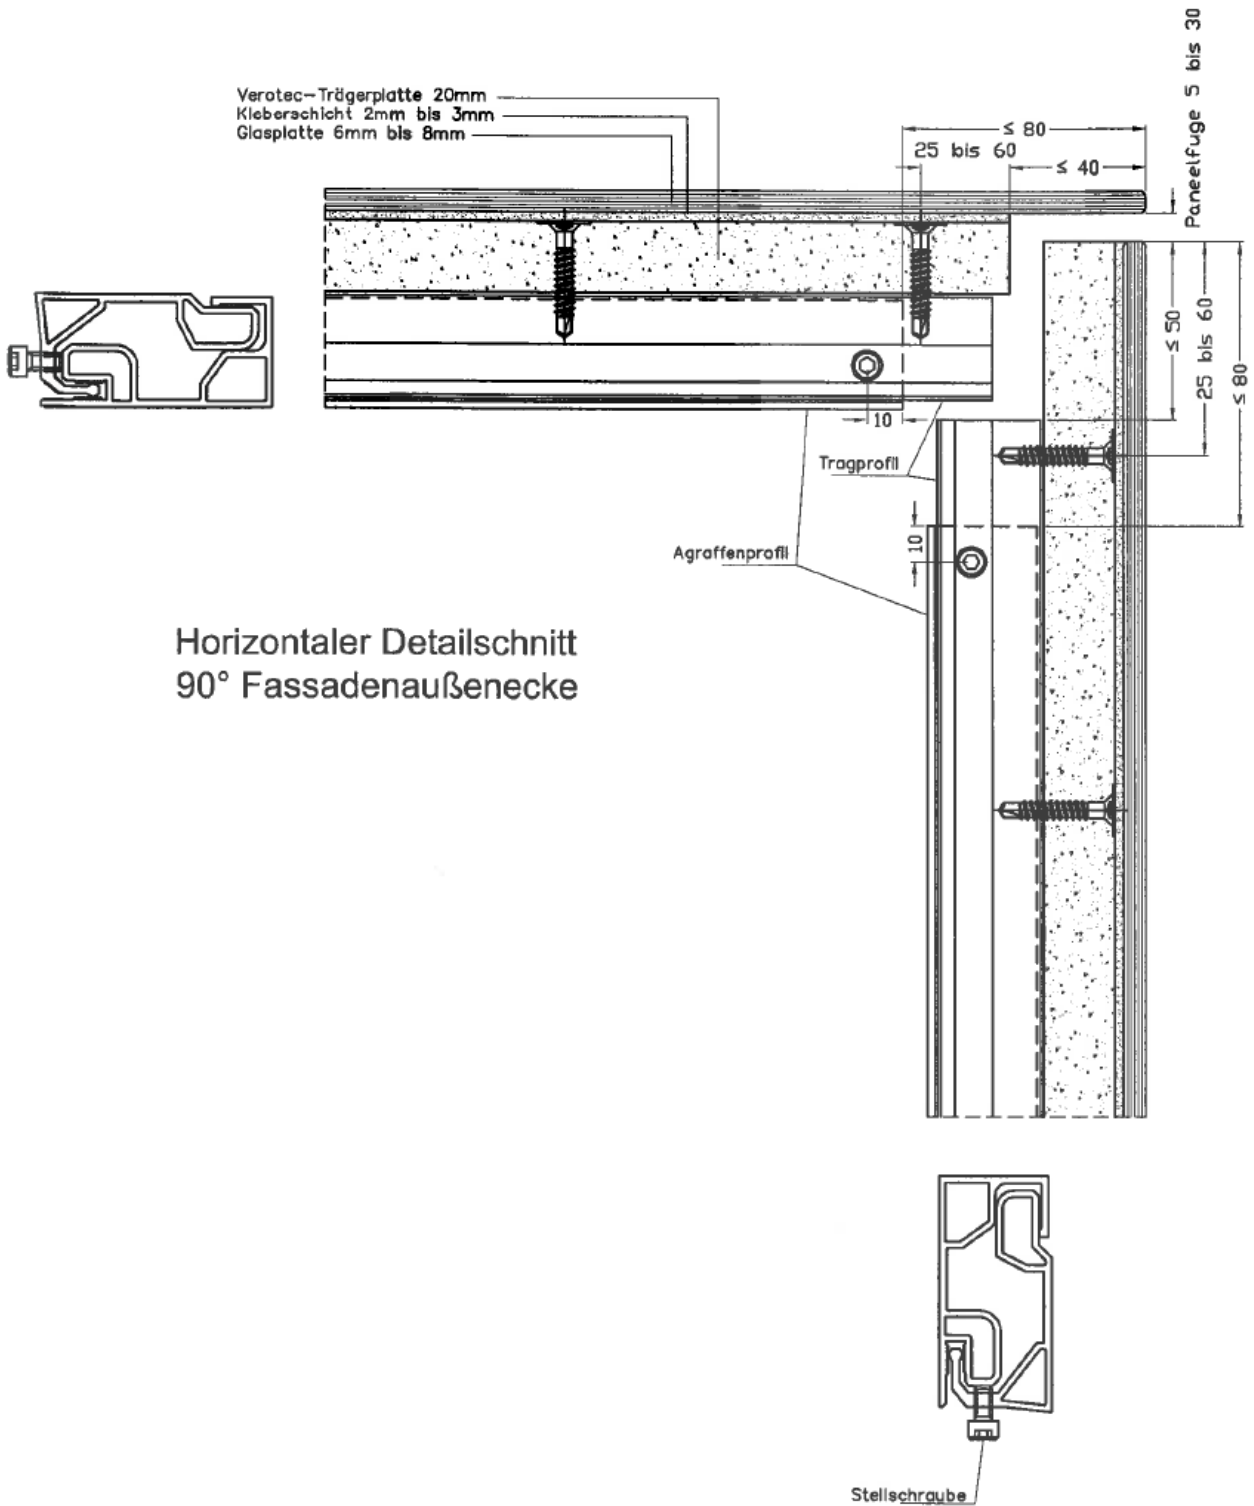 Paneelfuge 5 bis 30
Verotec-Trägerplatte 20mm
Kleberschicht 2mm bis 3mm
Glasplatte 6mm bis 8mm
≤ 80
25 bis 60
≤ 40
≤ 50
25 bis 60
≤ 80
10
Tragprofil
10
Agraffenprofil
Horizontaler Detailschnitt
90° Fassadenaußenecke
Stellschraube